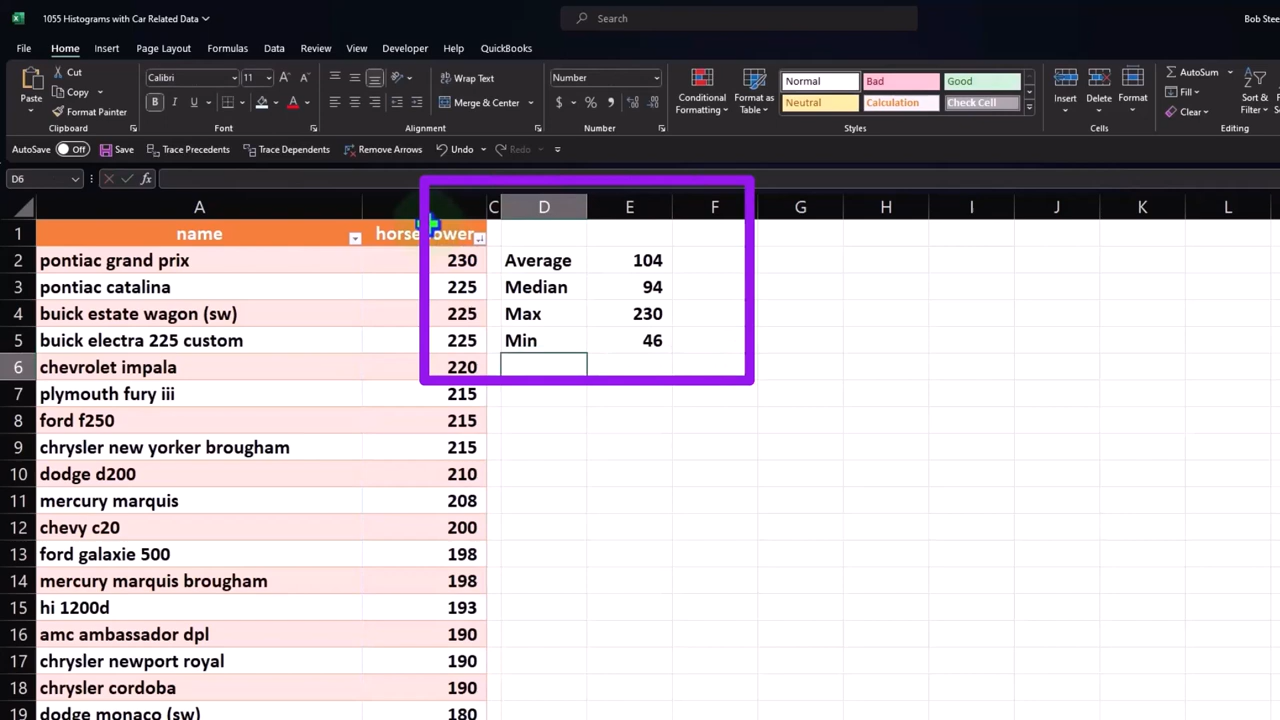 1055 Histograms with Car Related Data
Search
Bob Stee
File Home Insert Page Layout Formulas Data Review View Developer Help QuickBooks
Paste
Cut
Copy
Format Painter
Clipboard
Calibri 11
B I U A
Font
Wrap Text
Merge & Center
Alignment
Number
$ % ,
Number
Conditional Formatting
Format as Table
Normal Bad Good
Neutral Calculation Check Cell
Styles
Insert Delete Format
Cells
AutoSum
Fill
Clear
Sort & Filter
Editing
AutoSave Off Save Trace Precedents Trace Dependents Remove Arrows Undo Redo
D6 fx
A C D E F G H I J K L
1 name
2 pontiac grand prix 230 Average 104
3 pontiac catalina 225 Median 94
4 buick estate wagon (sw) 225 Max 230
5 buick electra 225 custom 225 Min 46
6 chevrolet impala 220
7 plymouth fury iii 215
8 ford f250 215
9 chrysler new yorker brougham 215
10 dodge d200 210
11 mercury marquis 208
12 chevy c20 200
13 ford galaxie 500 198
14 mercury marquis brougham 198
15 hi 1200d 193
16 amc ambassador dpl 190
17 chrysler newport royal 190
18 chrysler cordoba 190
19 dodge monaco (sw) 180